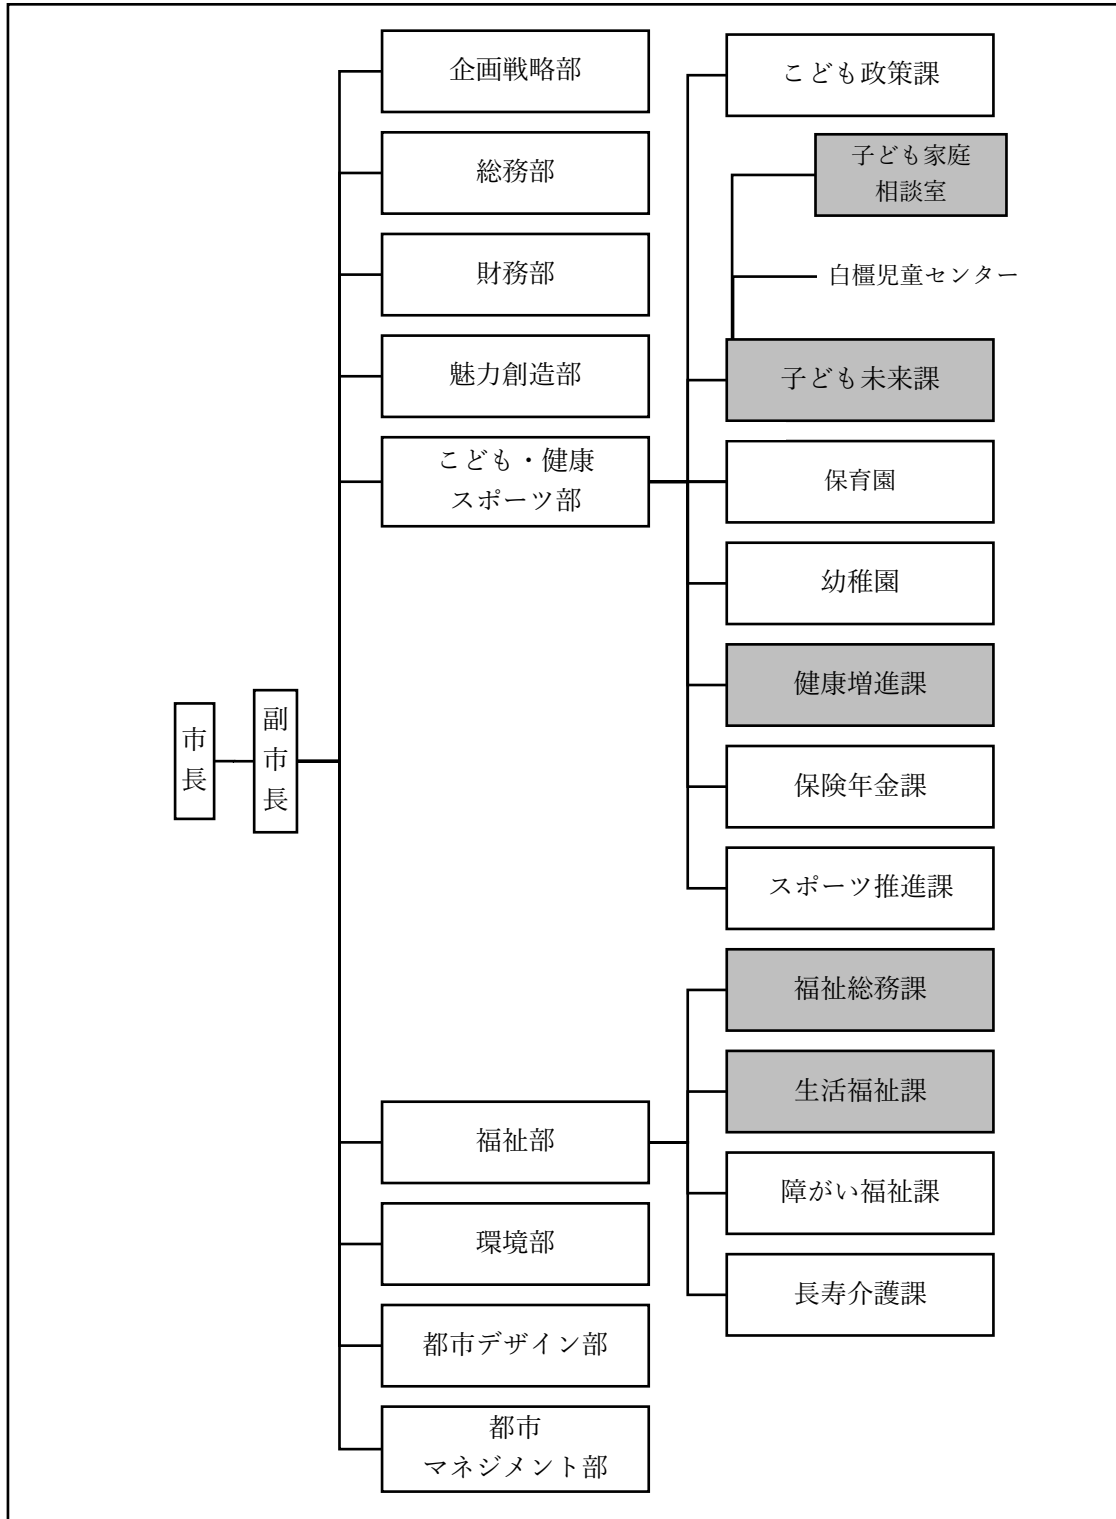 企画戦略部
総務部
財務部
魅力創造部
こども・健康
スポーツ部
こども政策課
子ども家庭
相談室
白橿児童センター
子ども未来課
保育園
幼稚園
健康増進課
保険年金課
スポーツ推進課
市長
副市長
福祉部
環境部
都市デザイン部
都市
マネジメント部
福祉総務課
生活福祉課
障がい福祉課
長寿介護課